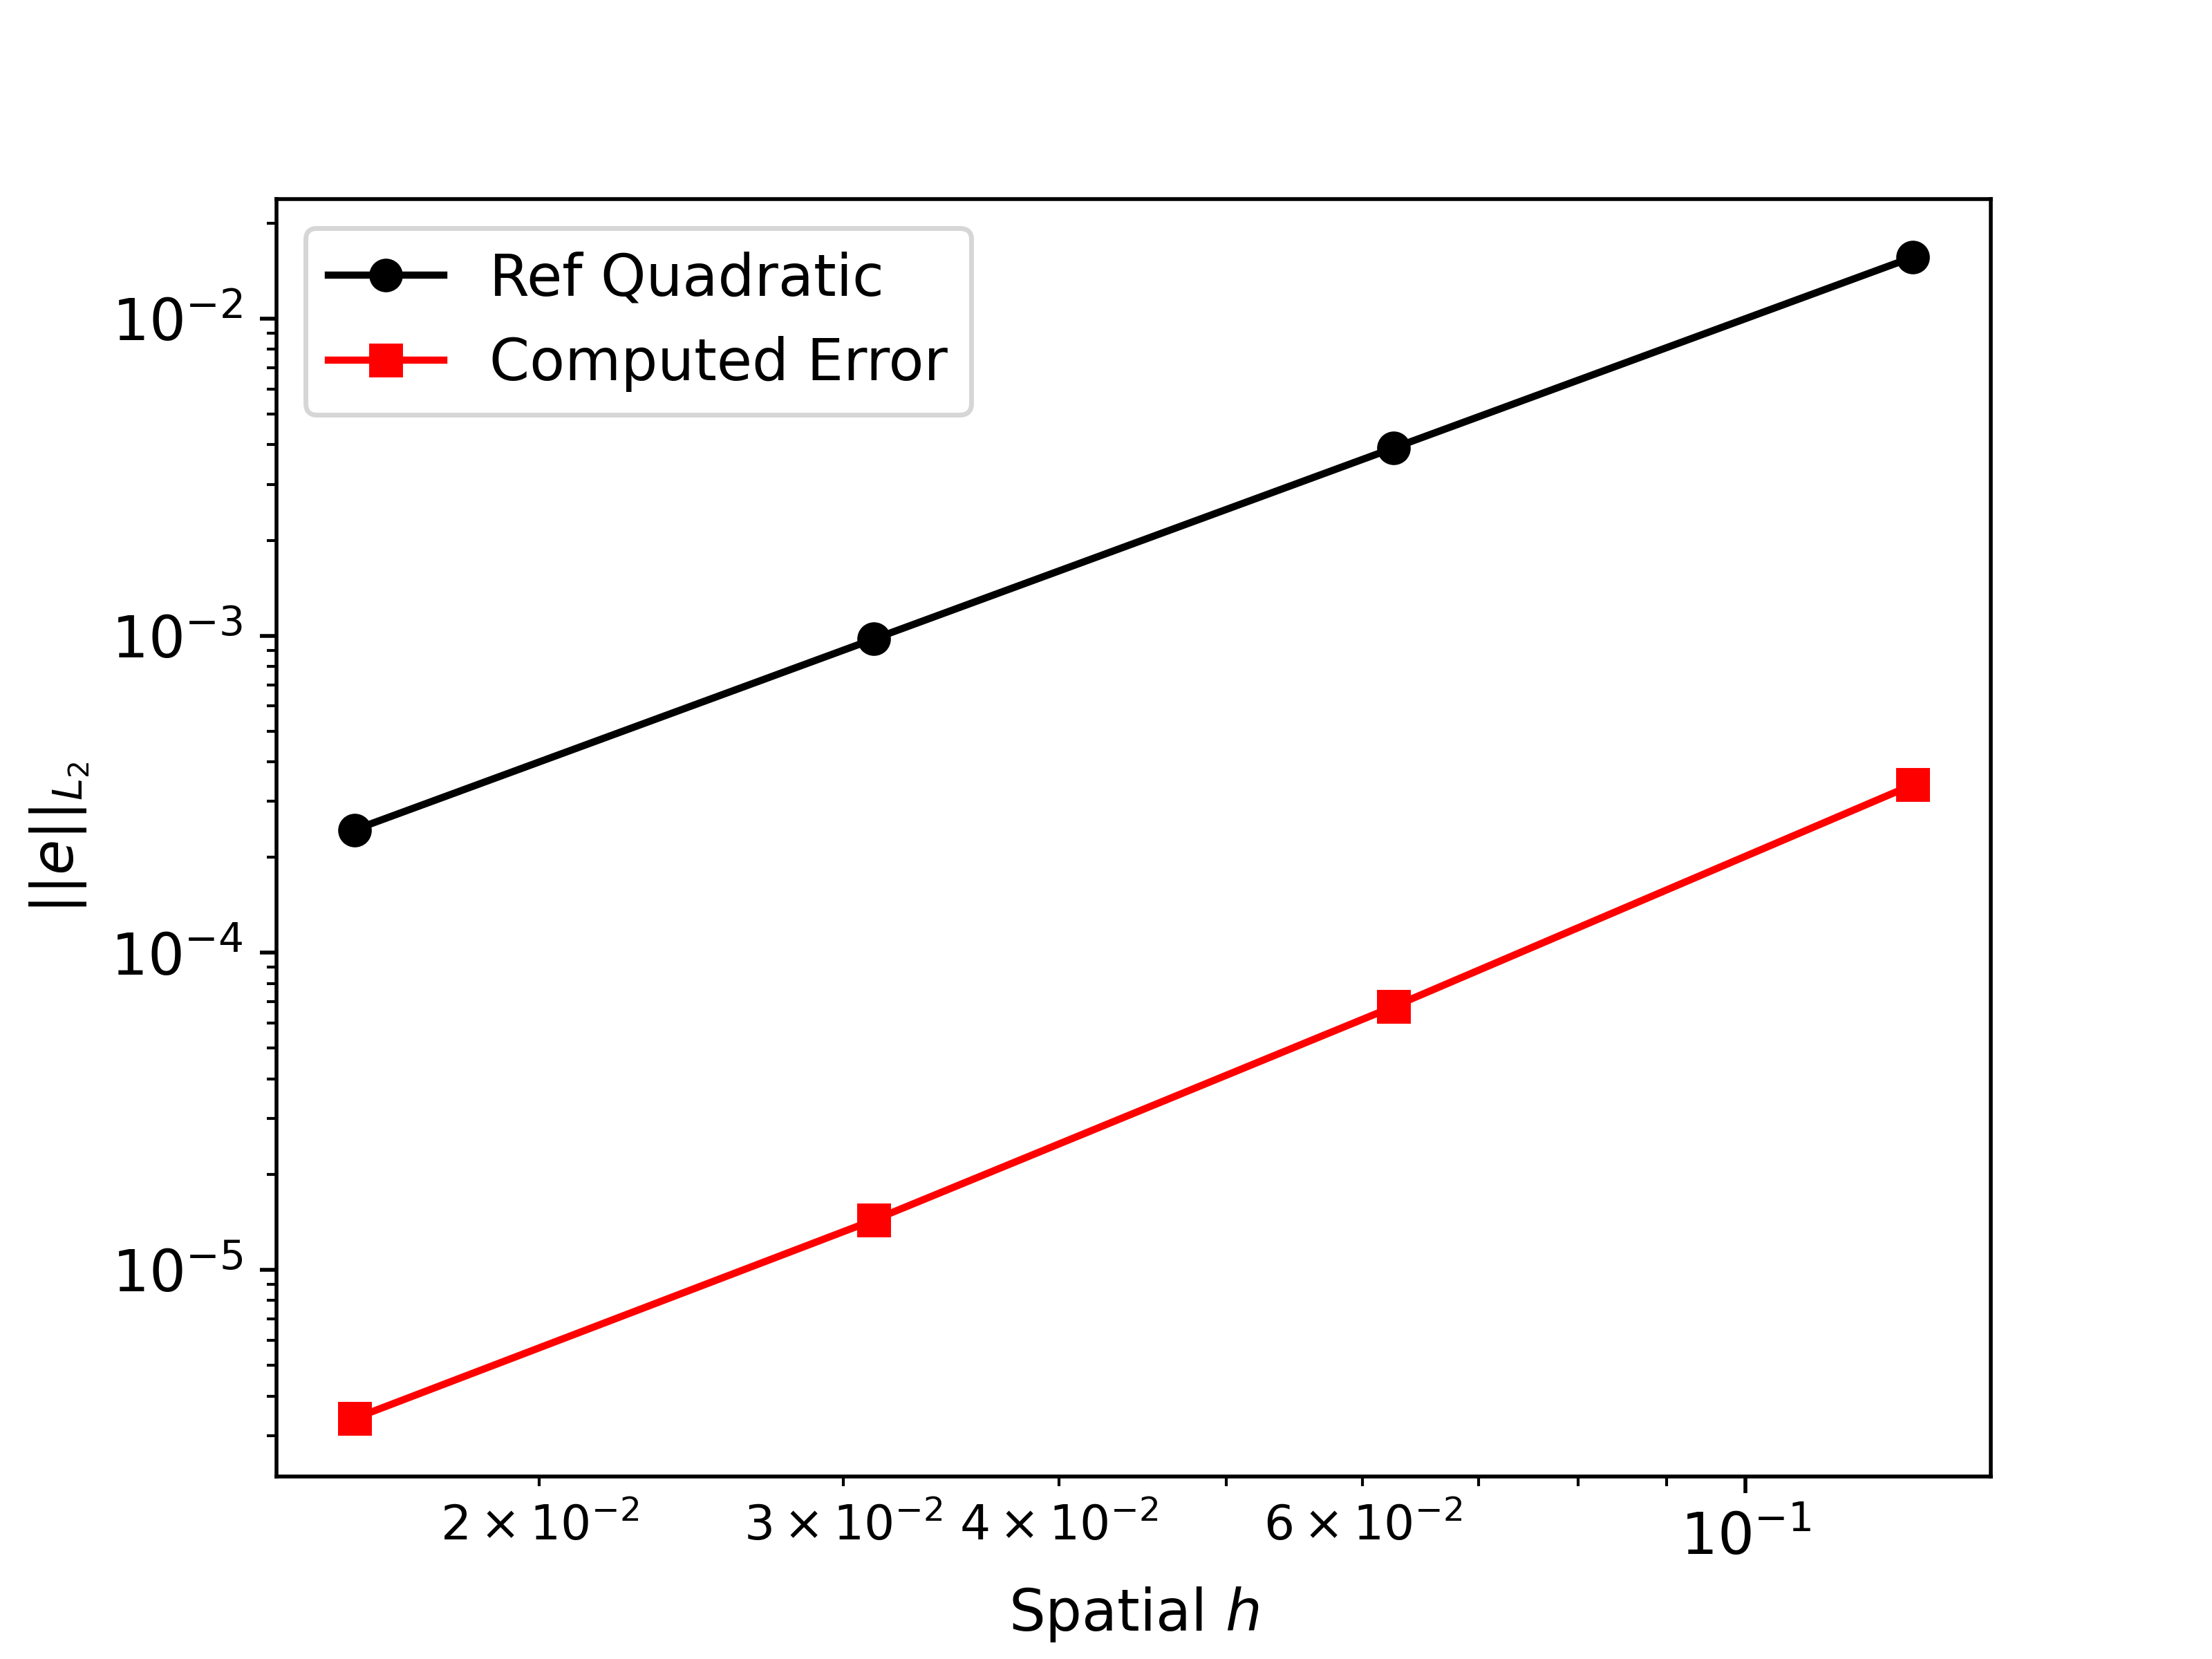 Ref Quadratic
Computed Error
10⁻²
10⁻³
10⁻⁴
10⁻⁵
||e||_{L₂}
2 × 10⁻² 3 × 10⁻² 4 × 10⁻² 6 × 10⁻² 10⁻¹
Spatial h